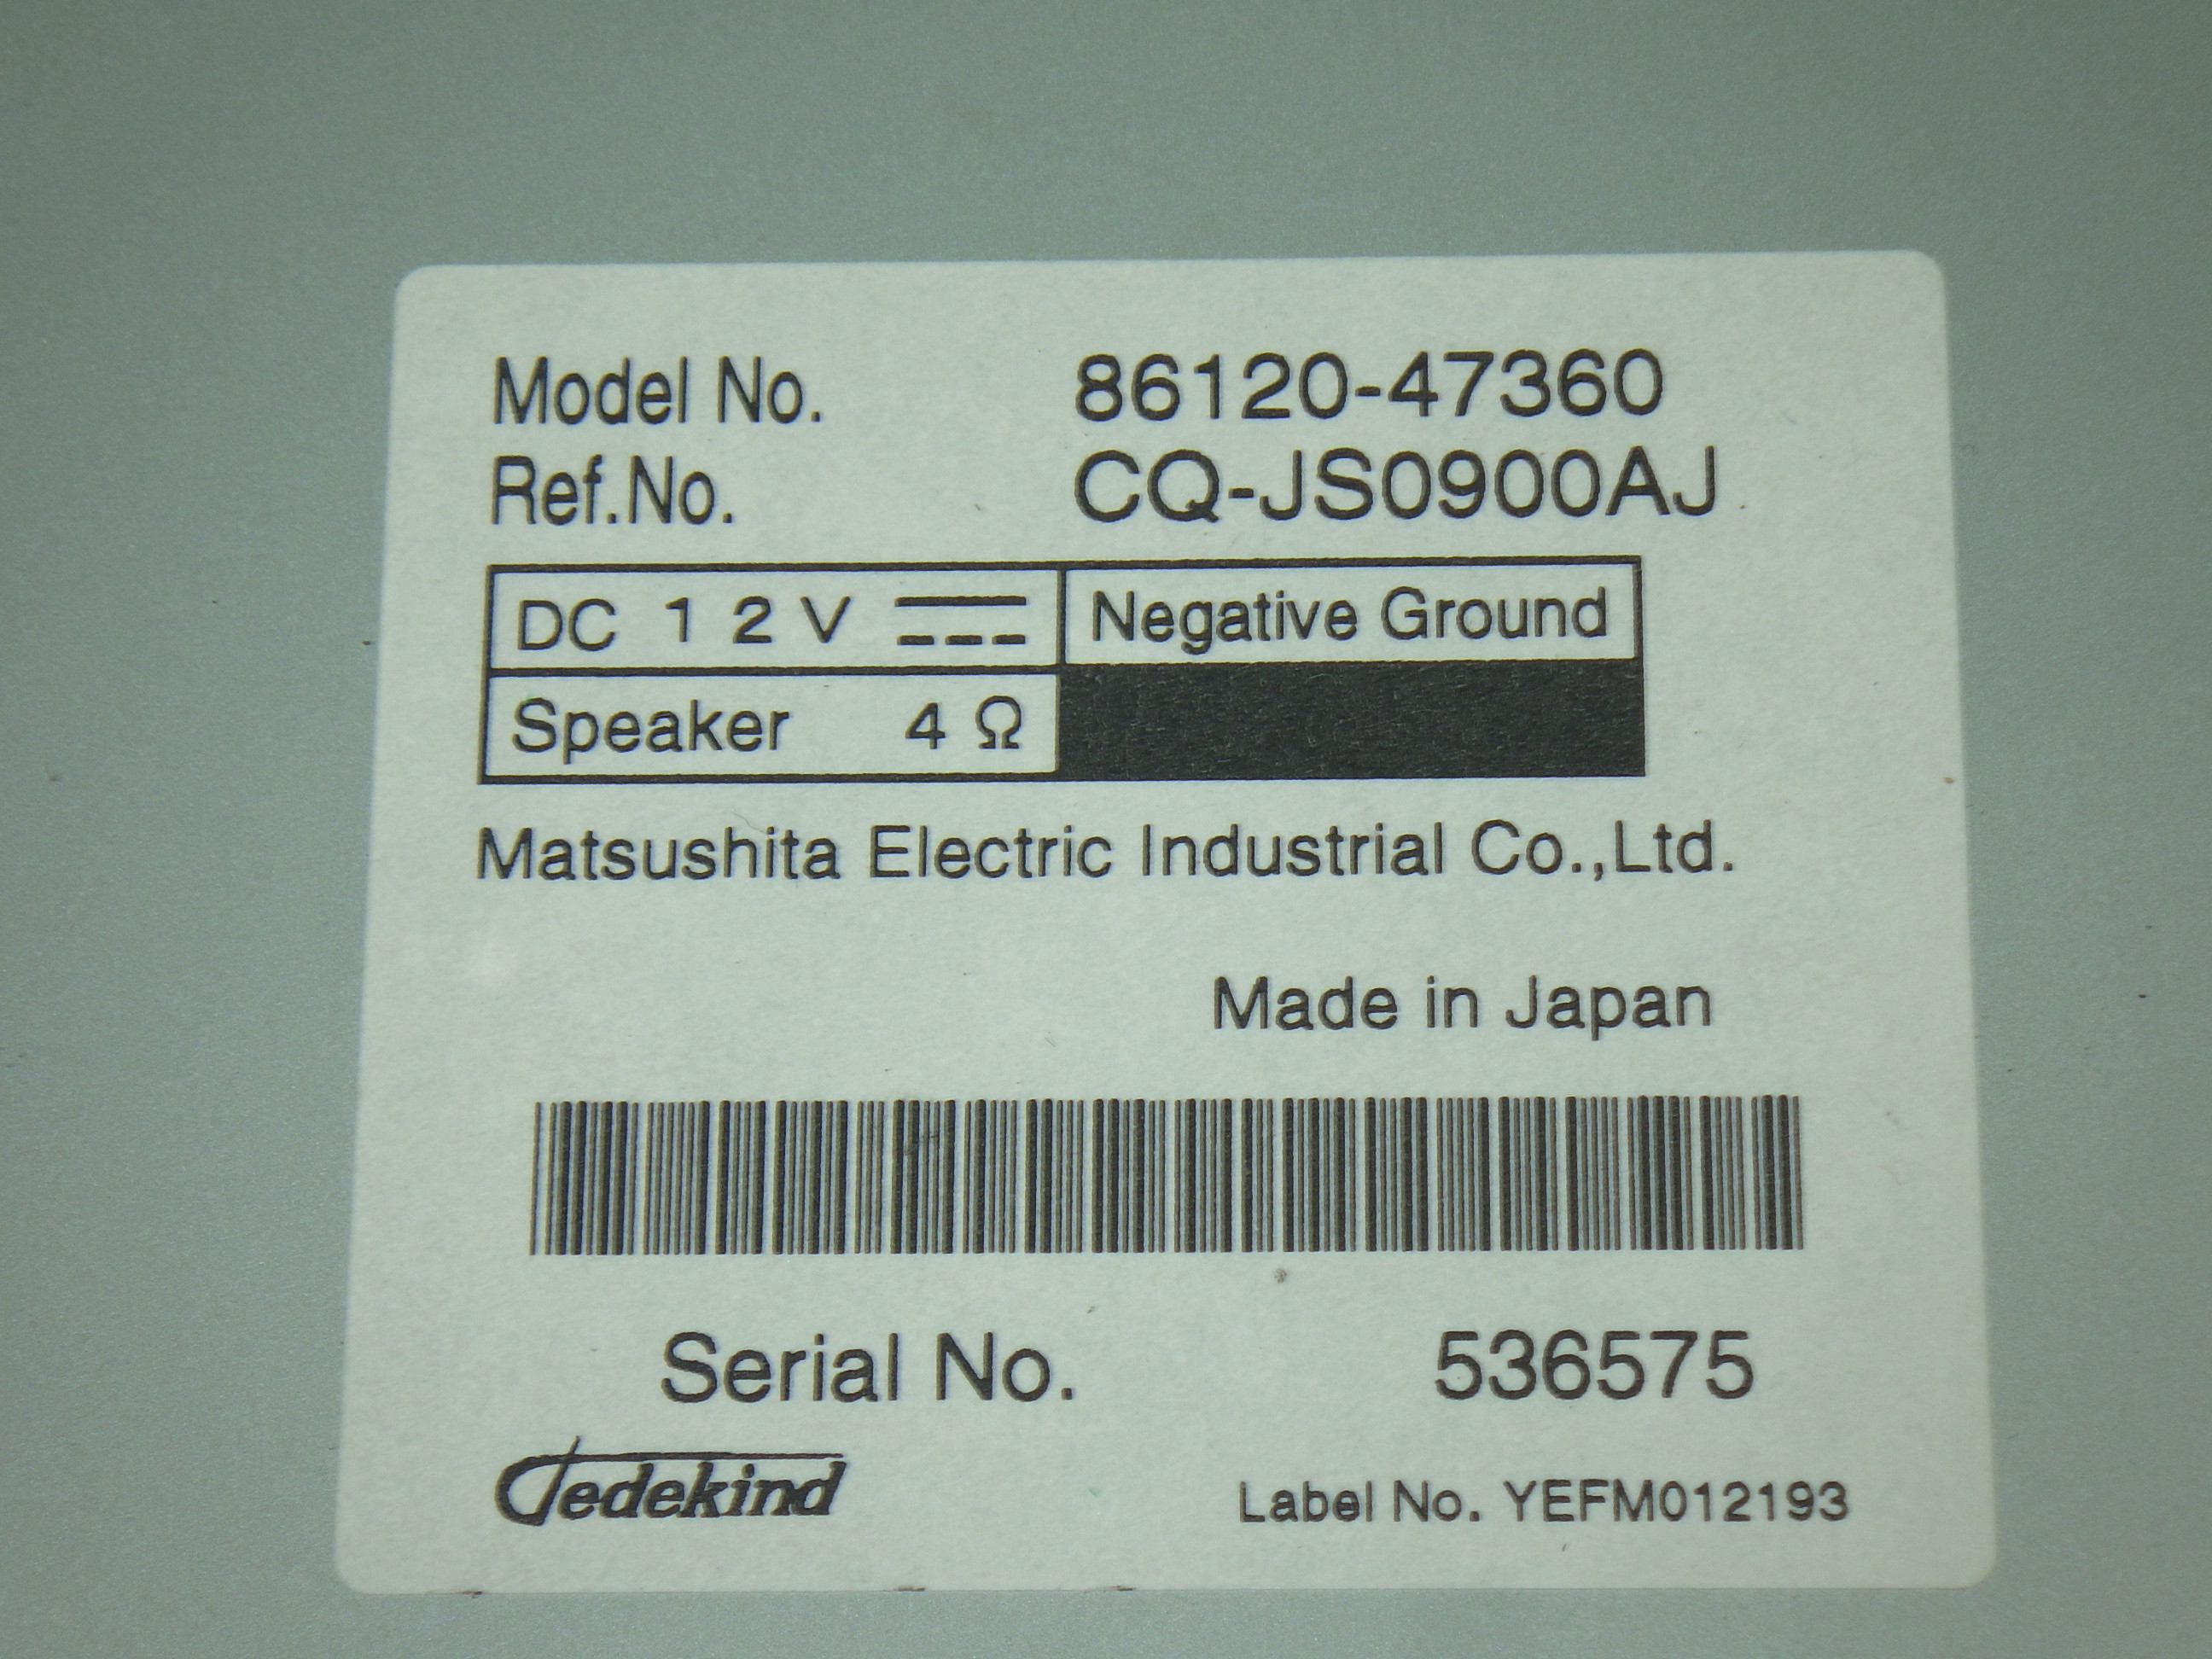 Model No. 86120-47360
Ref.No. CQ-JS0900AJ
DC 12V Negative Ground
Speaker 4 Ω
Matsushita Electric Industrial Co.,Ltd.
Made in Japan
Serial No. 536575
Jedekind Label No. YEFM012193